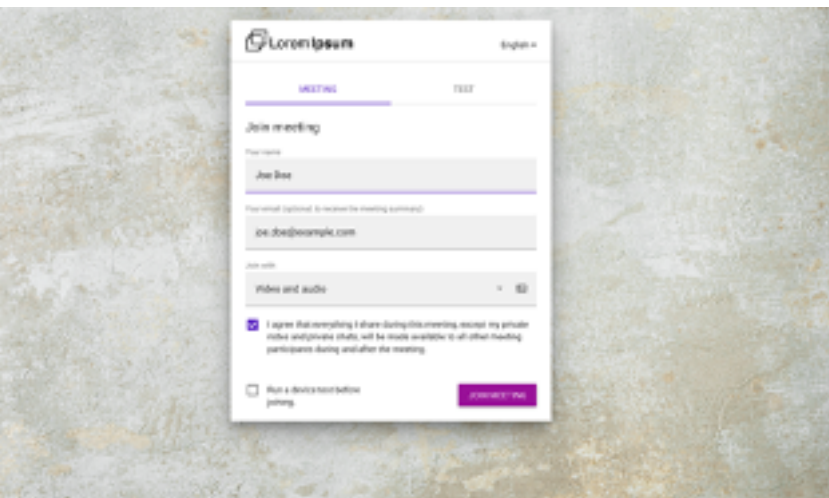 LoremIpsum
English
MEETING
TEST
Join meeting
Your name
Joe Doe
Your email (optional, to receive the meeting summary)
joe.doe@example.com
Join with
Video and audio
I agree that everything I share during this meeting, except my private
video and private chats, will be made available to all other meeting
participants during and after the meeting.
Run a device test before
joining.
JOIN MEETING